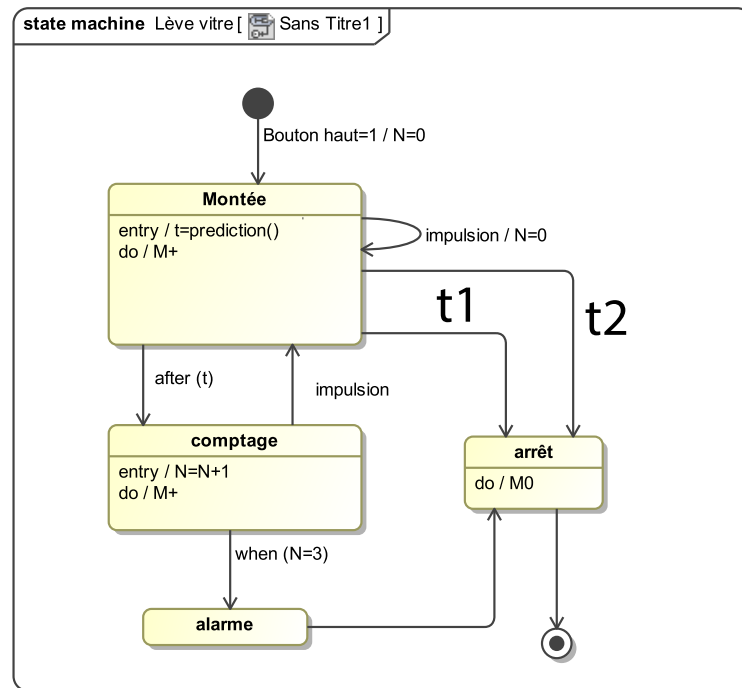 state machine Lève vitre [ Sans Titre1 ]
Bouton haut=1 / N=0
Montée
entry / t=prediction()
do / M+
impulsion / N=0
t1
t2
after (t)
impulsion
comptage
entry / N=N+1
do / M+
arrêt
do / M0
when (N=3)
alarme